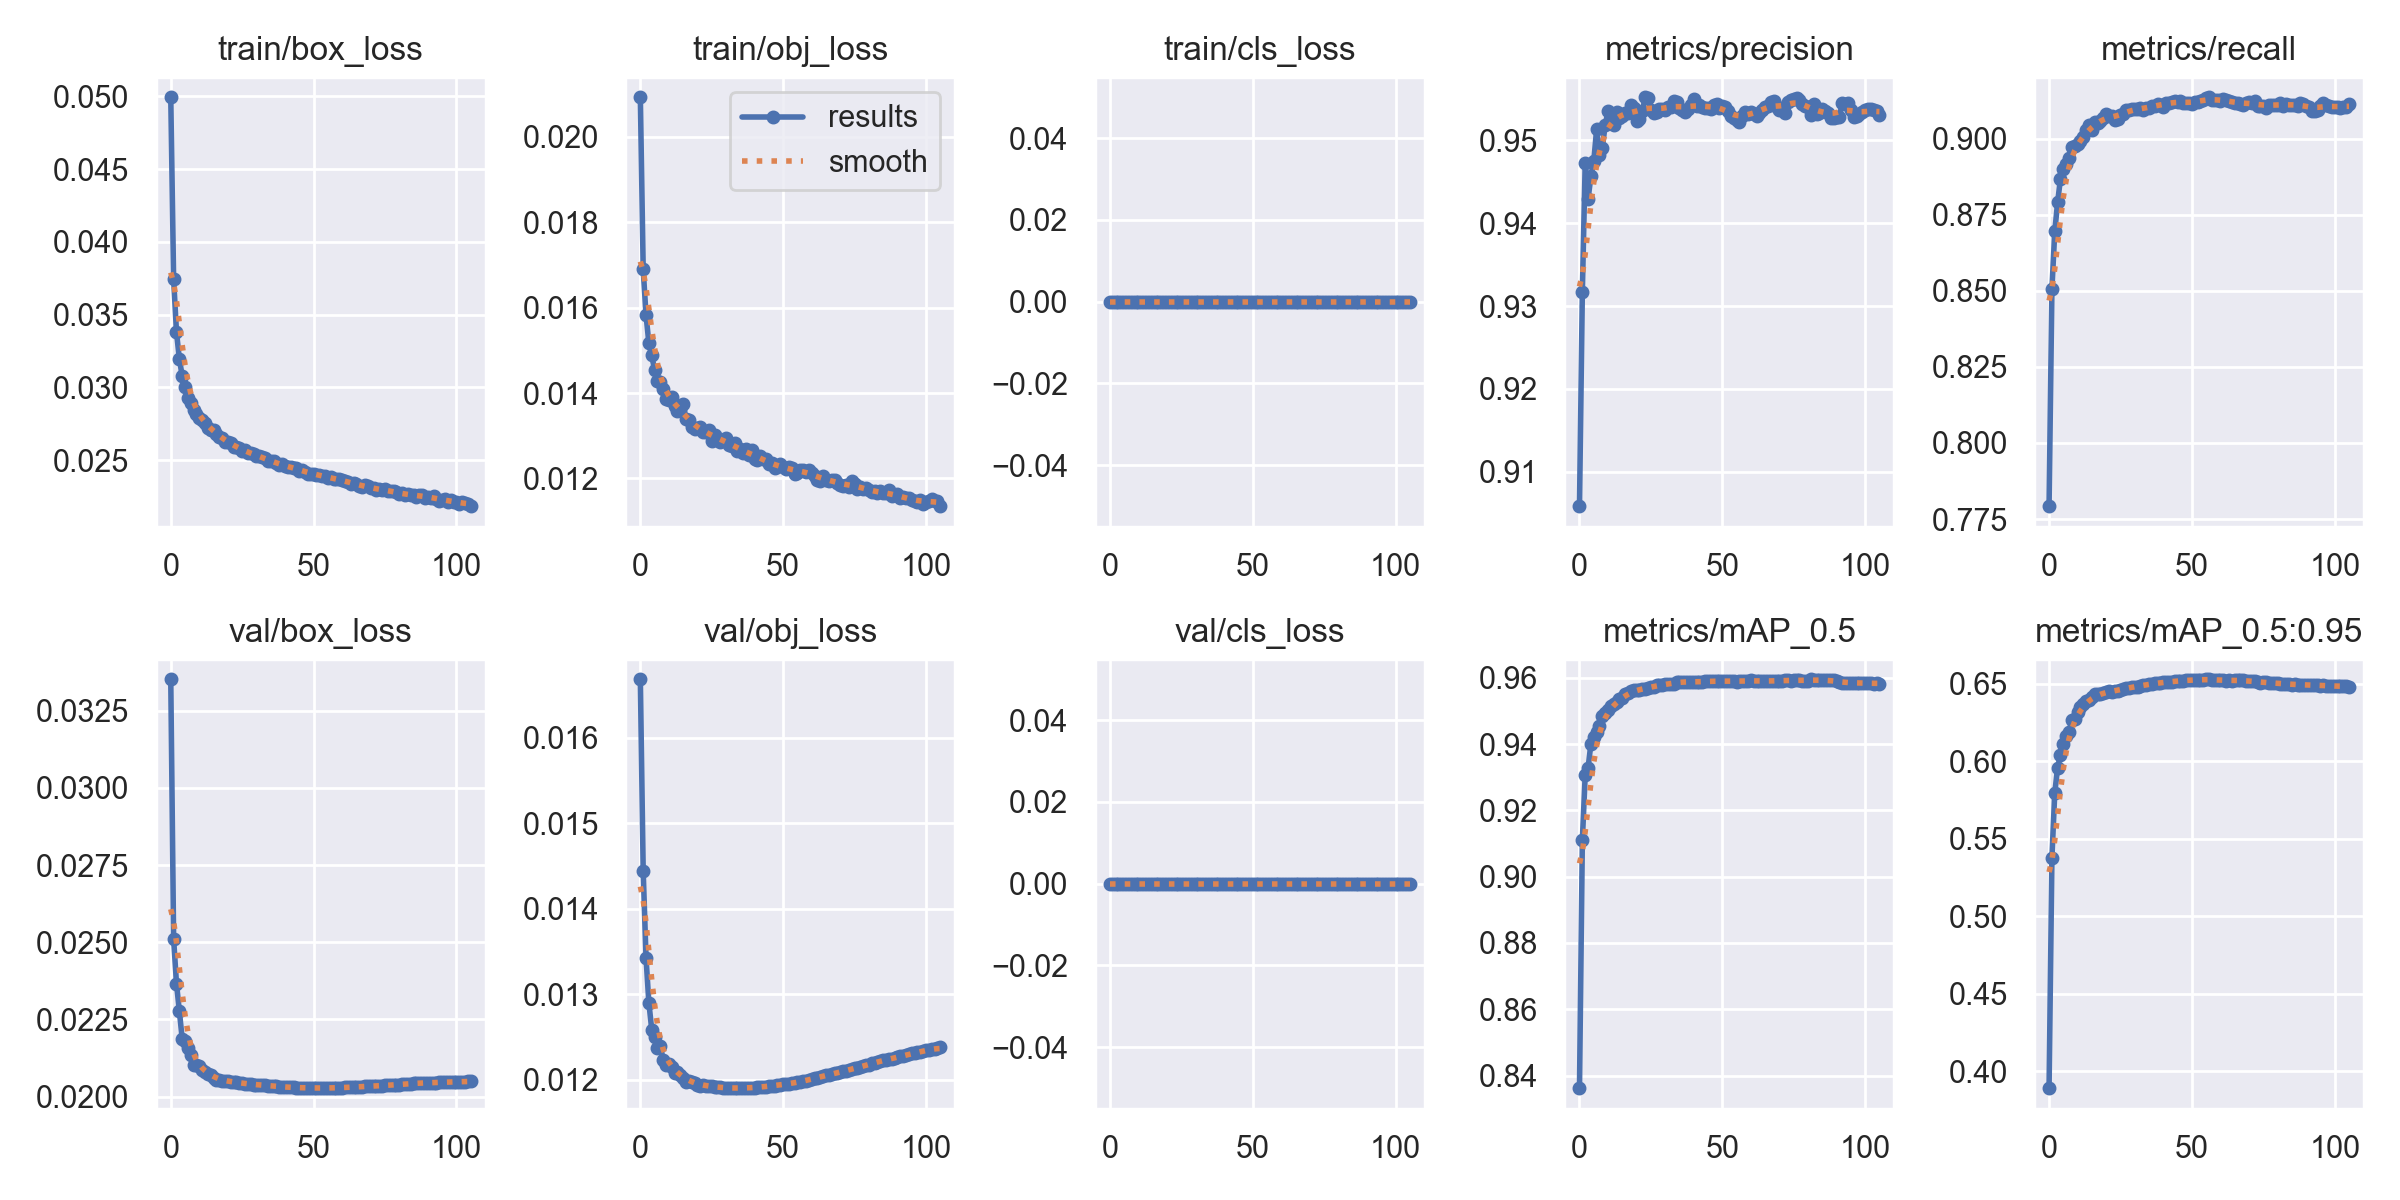 train/box_loss
0.050
0.045
0.040
0.035
0.030
0.025
0 50 100
train/obj_loss
results
smooth
0.020
0.018
0.016
0.014
0.012
0 50 100
train/cls_loss
0.04
0.02
0.00
−0.02
−0.04
0 50 100
metrics/precision
0.95
0.94
0.93
0.92
0.91
0 50 100
metrics/recall
0.900
0.875
0.850
0.825
0.800
0.775
0 50 100
val/box_loss
0.0325
0.0300
0.0275
0.0250
0.0225
0.0200
0 50 100
val/obj_loss
0.016
0.015
0.014
0.013
0.012
0 50 100
val/cls_loss
0.04
0.02
0.00
−0.02
−0.04
0 50 100
metrics/mAP_0.5
0.96
0.94
0.92
0.90
0.88
0.86
0.84
0 50 100
metrics/mAP_0.5:0.95
0.65
0.60
0.55
0.50
0.45
0.40
0 50 100